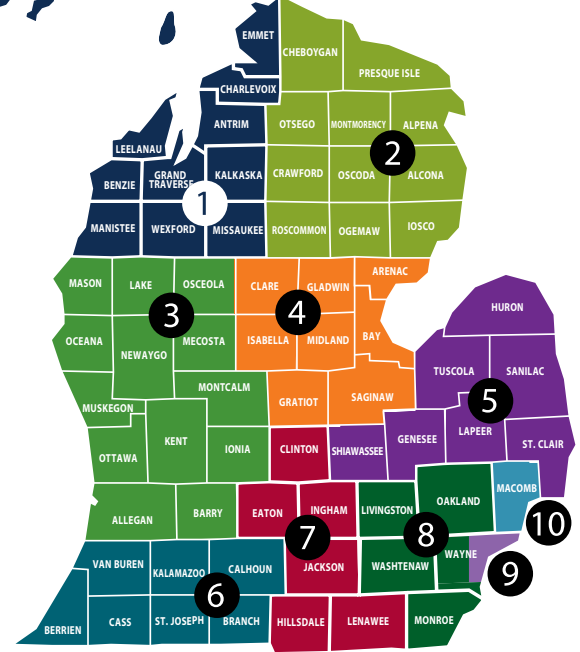 EMMET
CHEBOYGAN
PRESQUE ISLE
CHARLEVOIX
ANTRIM
OTSEGO
MONTMORENCY
ALPENA
LEELANAU
2
BENZIE
GRAND
TRAVERSE
KALKASKA
CRAWFORD
OSCODA
ALCONA
1
MANISTEE
WEXFORD
MISSAUKEE
ROSCOMMON
OGEMAW
IOSCO
MASON
LAKE
OSCEOLA
CLARE
GLADWIN
ARENAC
HURON
3
4
OCEANA
NEWAYGO
MECOSTA
ISABELLA
MIDLAND
BAY
TUSCOLA
SANILAC
MUSKEGON
MONTCALM
GRATIOT
SAGINAW
5
OTTAWA
KENT
IONIA
CLINTON
SHIAWASSEE
GENESEE
LAPEER
ST. CLAIR
ALLEGAN
BARRY
EATON
INGHAM
LIVINGSTON
OAKLAND
MACOMB
10
7
8
VAN BUREN
KALAMAZOO
CALHOUN
JACKSON
WASHTENAW
WAYNE
9
6
BERRIEN
CASS
ST. JOSEPH
BRANCH
HILLSDALE
LENAWEE
MONROE